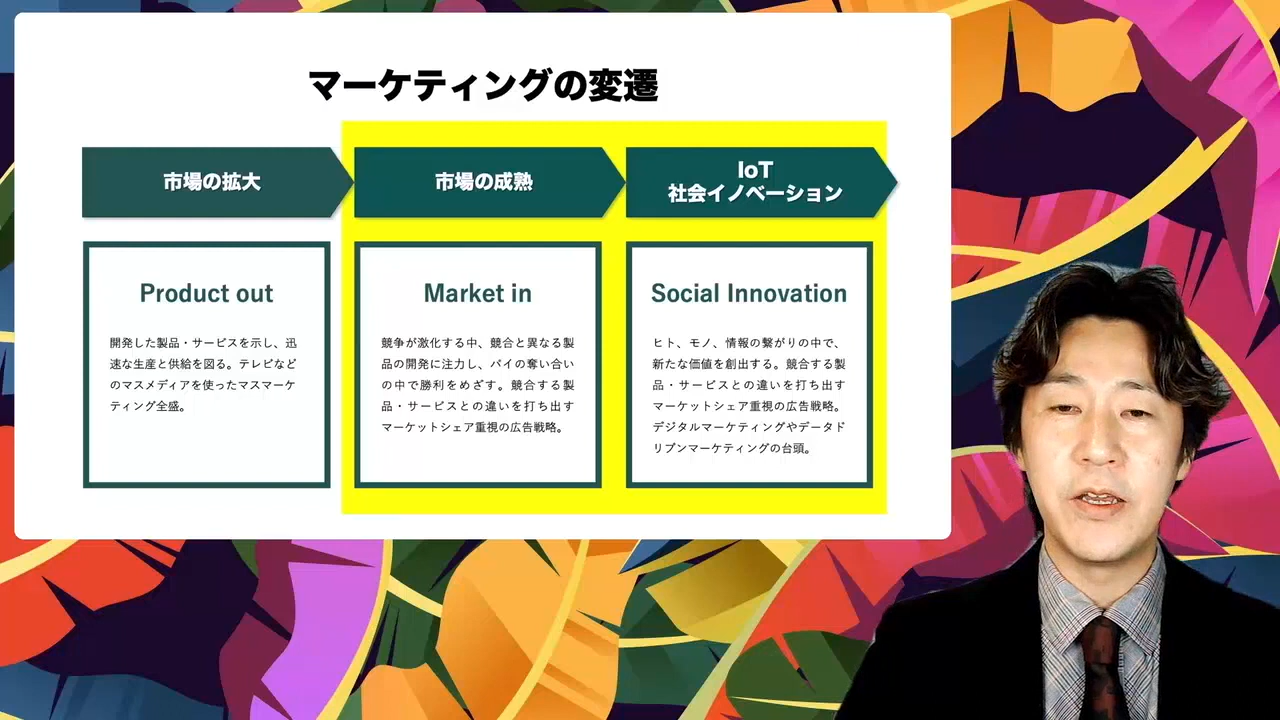 マーケティングの変遷
市場の拡大
市場の成熟
IoT
社会イノベーション
Product out
開発した製品・サービスを示し、迅
速な生産と供給を図る。テレビなど
のマスメディアを使ったマスマーケ
ティング全盛。
Market in
競争が激化する中、競合と異なる製
品の開発に注力し、パイの奪い合い
の中で勝利をめざす。競合する製
品・サービスとの違いを打ち出す
マーケットシェア重視の広告戦略。
Social Innovation
ヒト、モノ、情報の繋がりの中で、
新たな価値を創出する。競合する製
品・サービスとの違いを打ち出す
マーケットシェア重視の広告戦略。
デジタルマーケティングやデータド
リブンマーケティングの台頭。